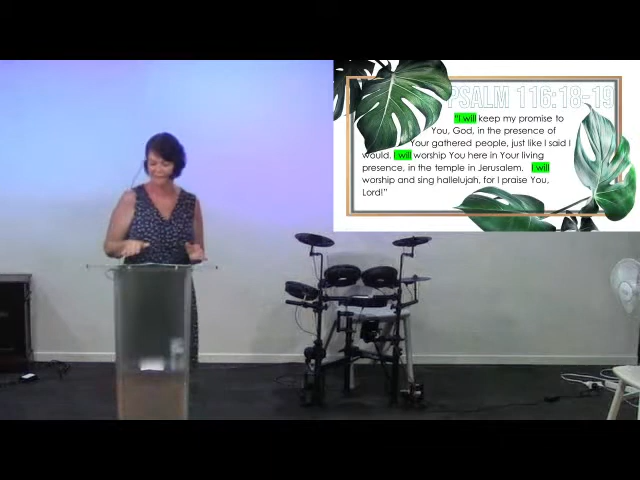 PSALM 116:18-19
"I will keep my promise to
You, God, in the presence of
Your gathered people, just like I said I
would. I will worship You here in Your living
presence, in the temple in Jerusalem. I will
worship and sing hallelujah, for I praise You,
Lord!"